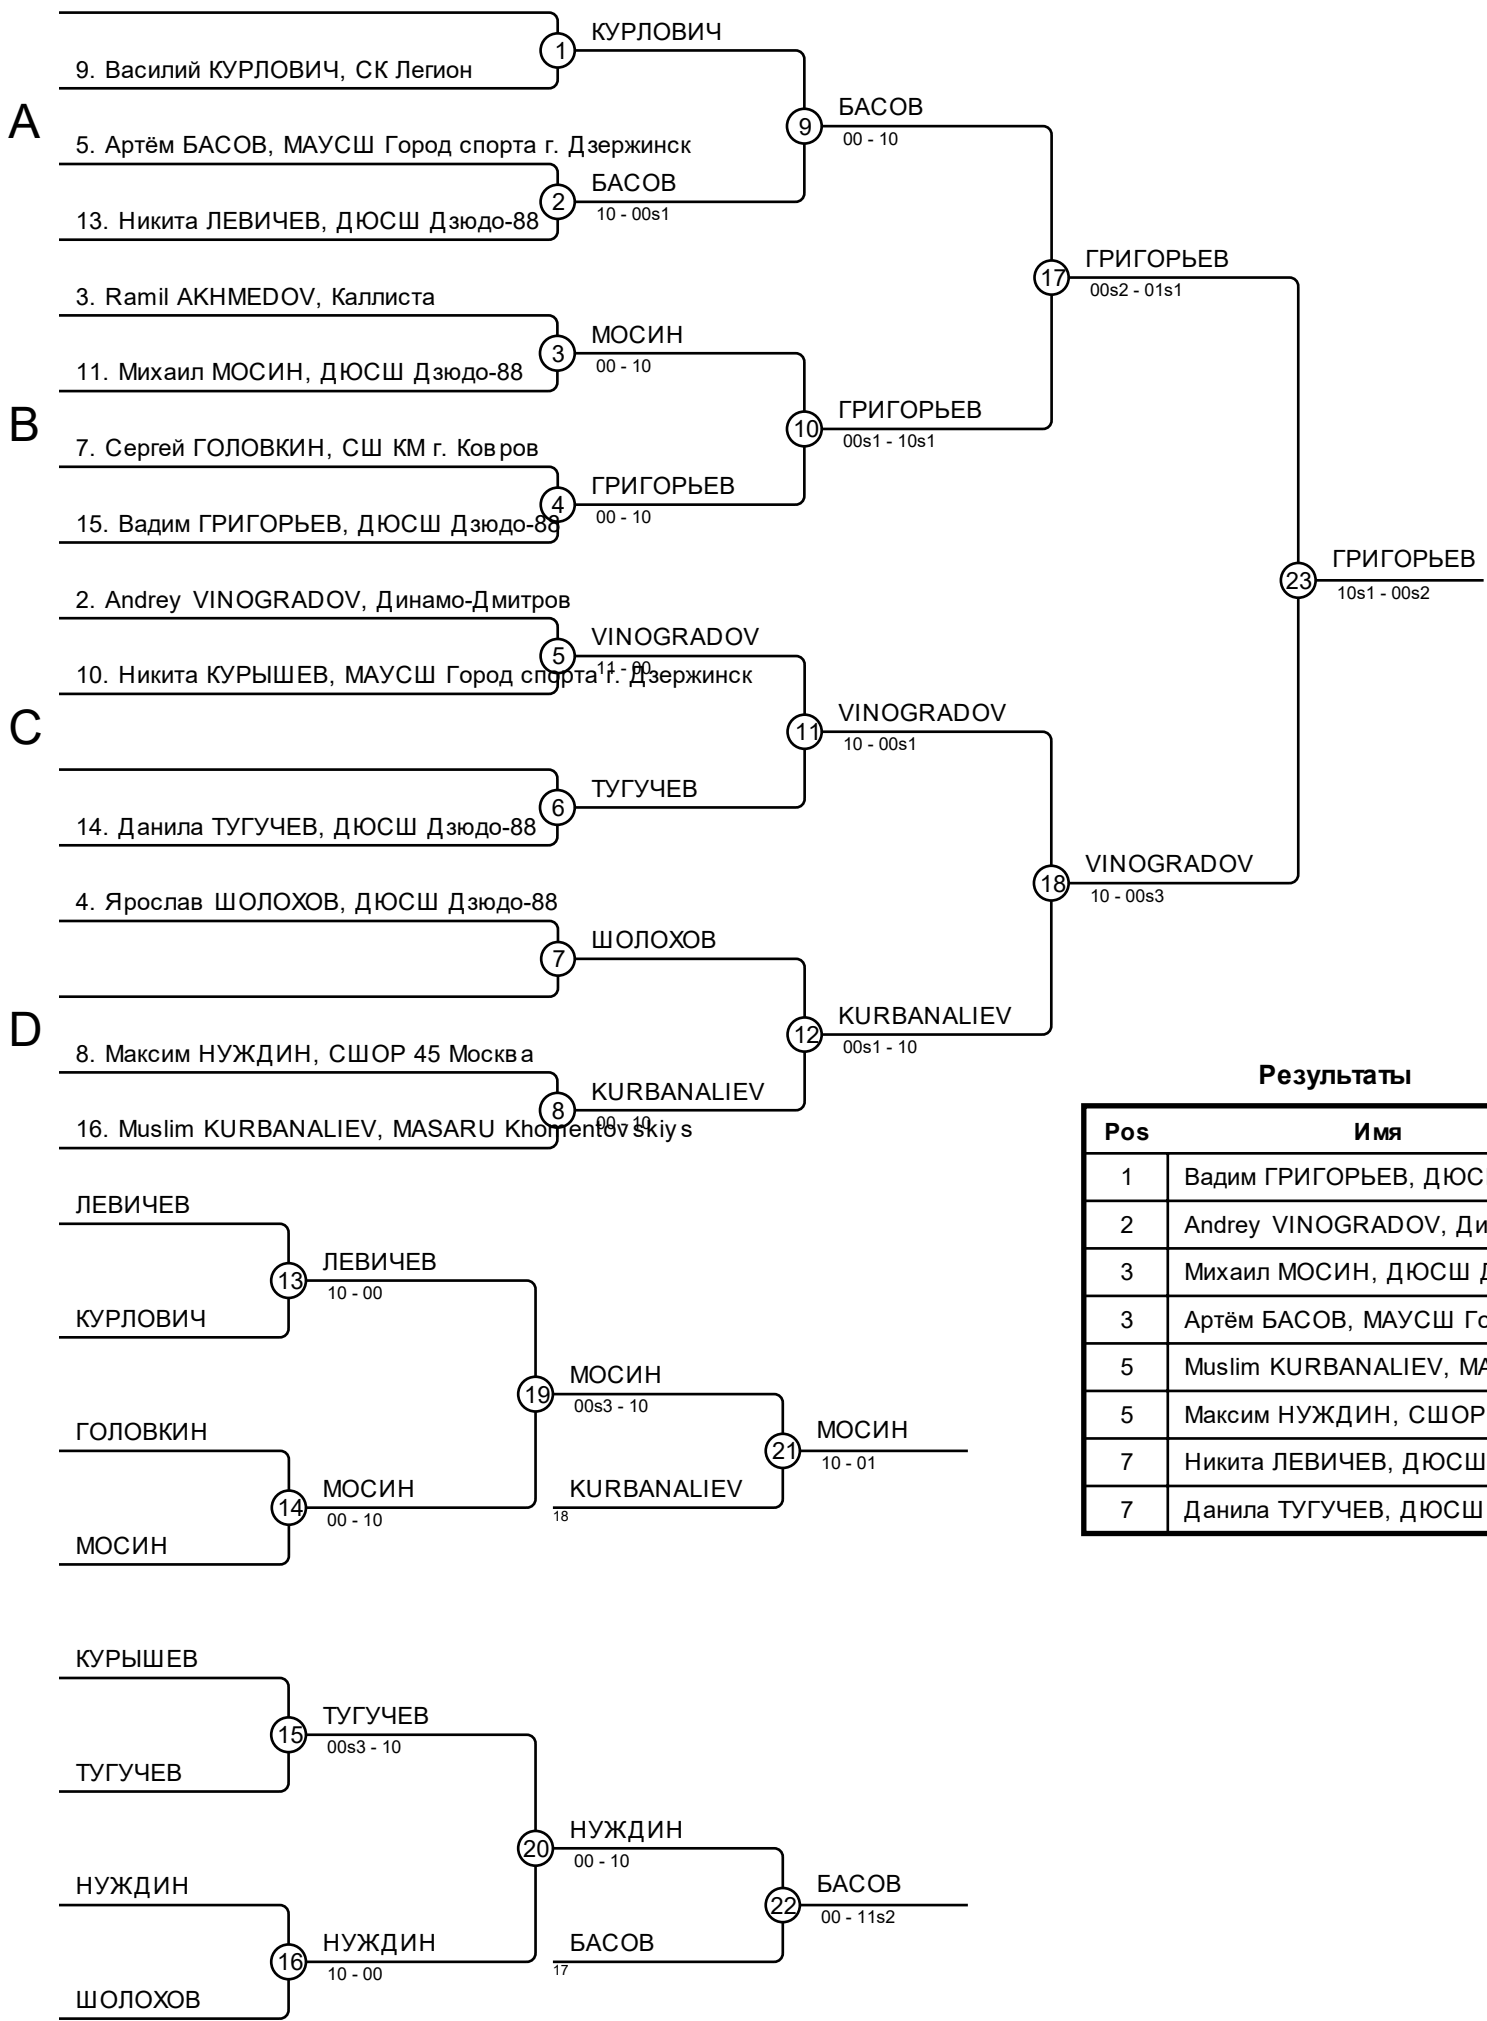 КУРЛОВИЧ
1
9. Василий КУРЛОВИЧ, СК Легион
A
БАСОВ
9
00 - 10
5. Артём БАСОВ, МАУСШ Город спорта г. Дзержинск
БАСОВ
2
10 - 00s1
13. Никита ЛЕВИЧЕВ, ДЮСШ Дзюдо-88
ГРИГОРЬЕВ
17
00s2 - 01s1
3. Ramil AKHMEDOV, Каллиста
МОСИН
3
00 - 10
11. Михаил МОСИН, ДЮСШ Дзюдо-88
B
ГРИГОРЬЕВ
10
00s1 - 10s1
7. Сергей ГОЛОВКИН, СШ КМ г. Ковров
ГРИГОРЬЕВ
4
00 - 10
15. Вадим ГРИГОРЬЕВ, ДЮСШ Дзюдо-88
ГРИГОРЬЕВ
23
10s1 - 00s2
2. Andrey VINOGRADOV, Динамо-Дмитров
VINOGRADOV
5
11 - 00
10. Никита КУРЫШЕВ, МАУСШ Город спорта г. Дзержинск
C
VINOGRADOV
11
10 - 00s1
ТУГУЧЕВ
6
14. Данила ТУГУЧЕВ, ДЮСШ Дзюдо-88
VINOGRADOV
18
10 - 00s3
4. Ярослав ШОЛОХОВ, ДЮСШ Дзюдо-88
ШОЛОХОВ
7
D
KURBANALIEV
12
00s1 - 10
8. Максим НУЖДИН, СШОР 45 Москва
KURBANALIEV
8
00 - 10
16. Muslim KURBANALIEV, MASARU Khomentovskiys
Результаты
Pos Имя
1 Вадим ГРИГОРЬЕВ, ДЮС
2 Andrey VINOGRADOV, Ди
3 Михаил МОСИН, ДЮСШ Д
3 Артём БАСОВ, МАУСШ Го
5 Muslim KURBANALIEV, MA
5 Максим НУЖДИН, СШОР
7 Никита ЛЕВИЧЕВ, ДЮСШ
7 Данила ТУГУЧЕВ, ДЮСШ
ЛЕВИЧЕВ
ЛЕВИЧЕВ
13
10 - 00
КУРЛОВИЧ
МОСИН
19
00s3 - 10
ГОЛОВКИН
МОСИН
21
10 - 01
МОСИН
14
00 - 10
KURBANALIEV
18
МОСИН
КУРЫШЕВ
ТУГУЧЕВ
15
00s3 - 10
ТУГУЧЕВ
НУЖДИН
20
00 - 10
НУЖДИН
БАСОВ
22
00 - 11s2
НУЖДИН
16
10 - 00
БАСОВ
17
ШОЛОХОВ